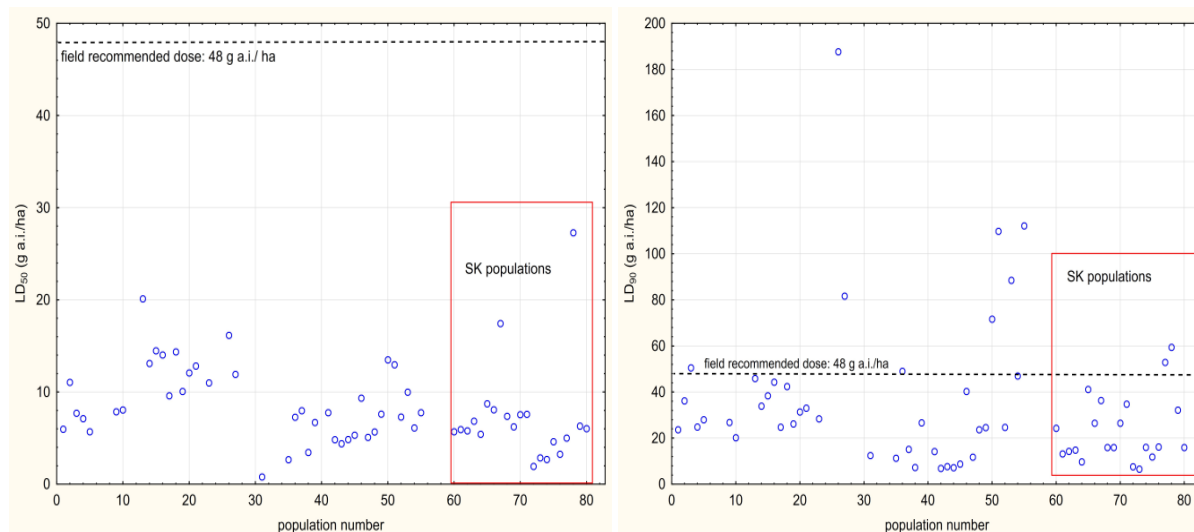 50
40
30
20
10
0
LD50 (g a.i./ha)
field recommended dose: 48 g a.i./ ha
SK populations
0 10 20 30 40 50 60 70 80
population number
200
180
160
140
120
100
80
60
40
20
0
LD90 (g a.i./ha)
field recommended dose: 48 g a.i./ha
SK populations
0 10 20 30 40 50 60 70 80
population number